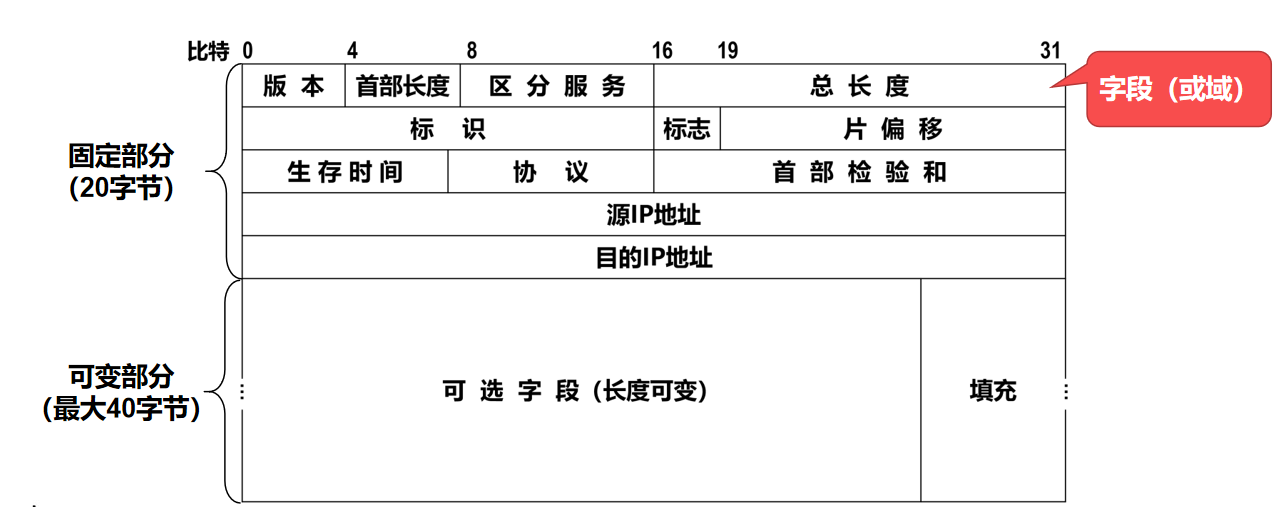 比特 0 4 8 16 19 31
版本 首部长度 区分服务 总长度
字段（或域）
标识 标志 片偏移
固定部分
（20字节）
生存时间 协议 首部检验和
源IP地址
目的IP地址
可变部分
（最大40字节）
可选字段（长度可变） 填充